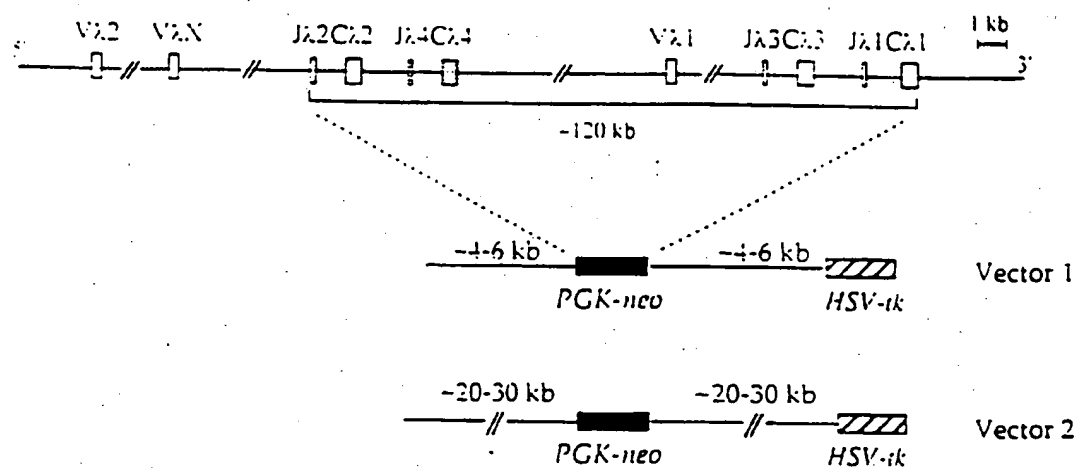 Vλ2 VλX Jλ2Cλ2 Jλ4Cλ4 Vλ1 Jλ3Cλ3 Jλ1Cλ1 1 kb
5' 3'
~120 kb
~4-6 kb ~4-6 kb Vector 1
PGK-neo HSV-tk
~20-30 kb ~20-30 kb Vector 2
PGK-neo HSV-tk